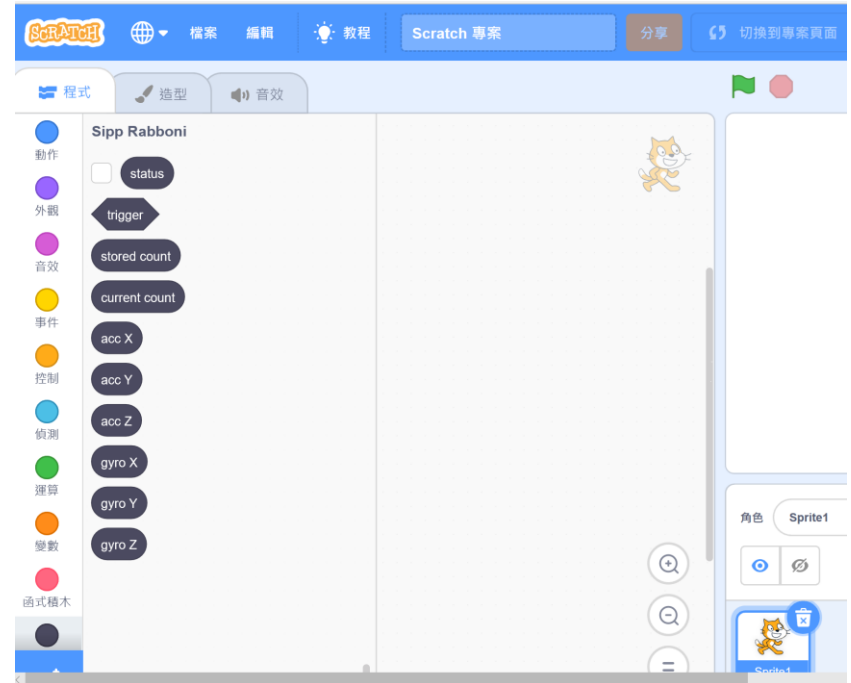 SCRATCH 檔案 編輯 教程 Scratch 專案 分享 切換到專案頁面
程式 造型 音效
Sipp Rabboni
動作
status
外觀
trigger
音效
stored count
事件
current count
控制
acc X
acc Y
偵測
acc Z
運算
gyro X
gyro Y
變數
gyro Z
函式積木
角色 Sprite1
Sprite1